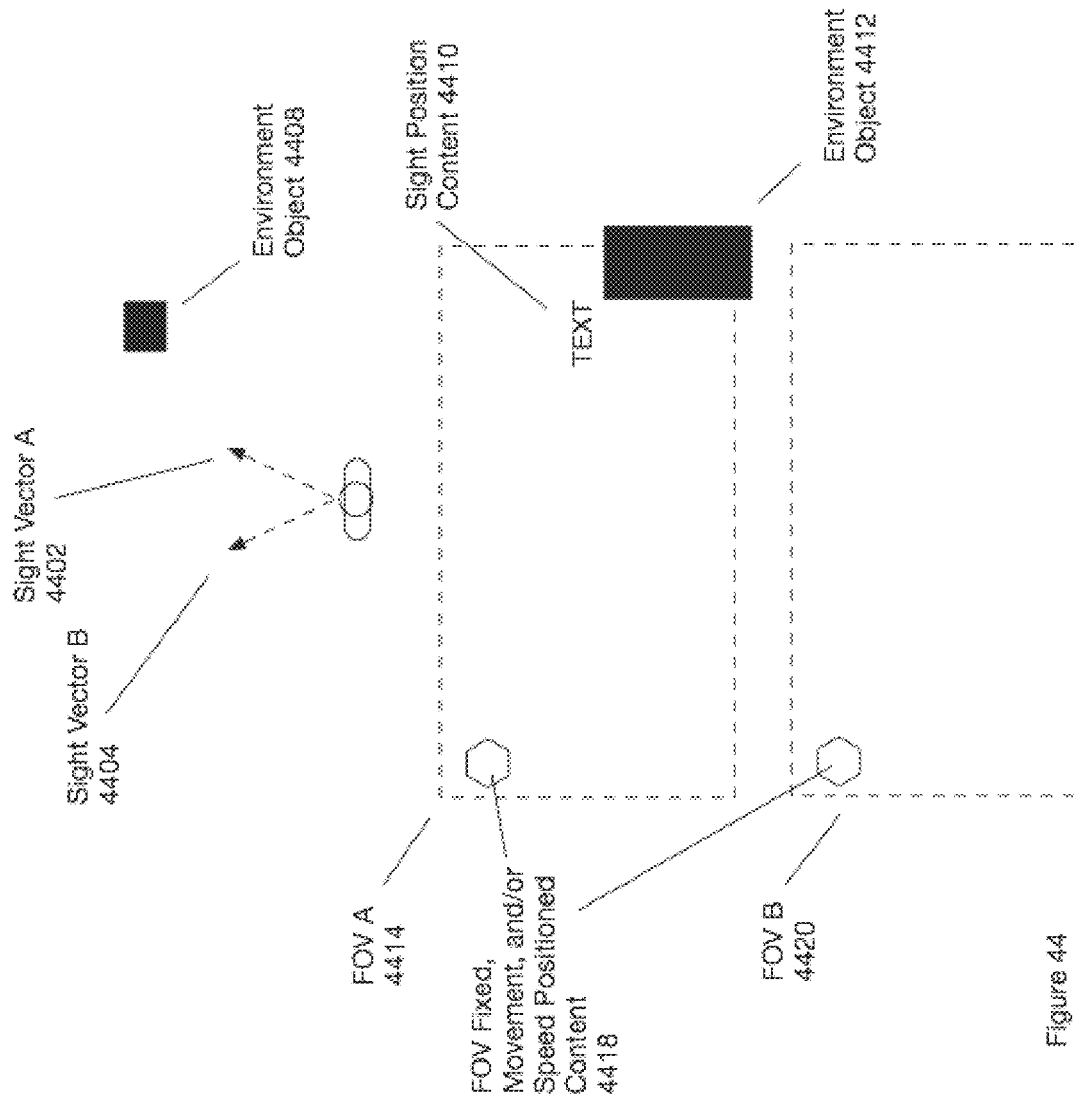 Sight Vector A
4402
Sight Vector B
4404
Environment
Object 4408
FOV A
4414
Sight Position
Content 4410
TEXT
FOV Fixed,
Movement, and/or
Speed Positioned
Content
4418
Environment
Object 4412
FOV B
4420
Figure 44